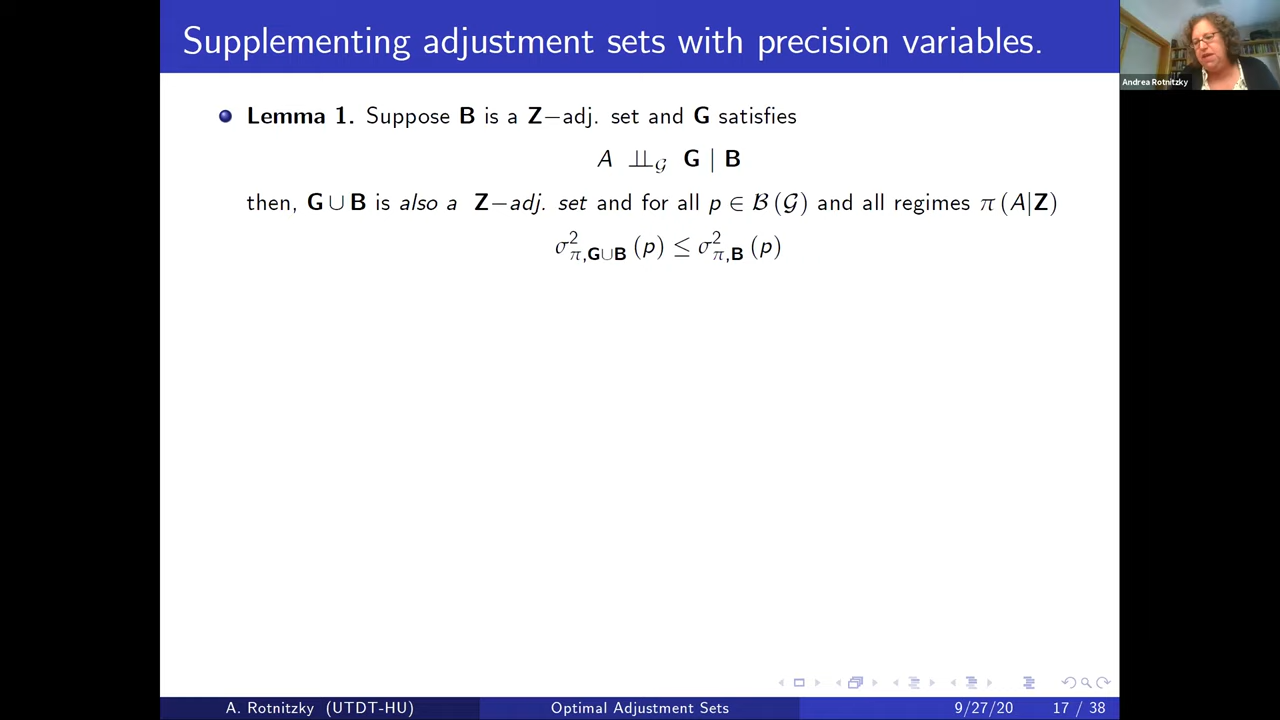 Supplementing adjustment sets with precision variables.
Andrea Rotnitzky
Lemma 1. Suppose B is a Z−adj. set and G satisfies
A ⫫_𝒢 G | B
then, G ∪ B is also a Z−adj. set and for all p ∈ ℬ(𝒢) and all regimes π(A|Z)
σ²_{π,G∪B}(p) ≤ σ²_{π,B}(p)
A. Rotnitzky (UTDT-HU) Optimal Adjustment Sets 9/27/20 17 / 38